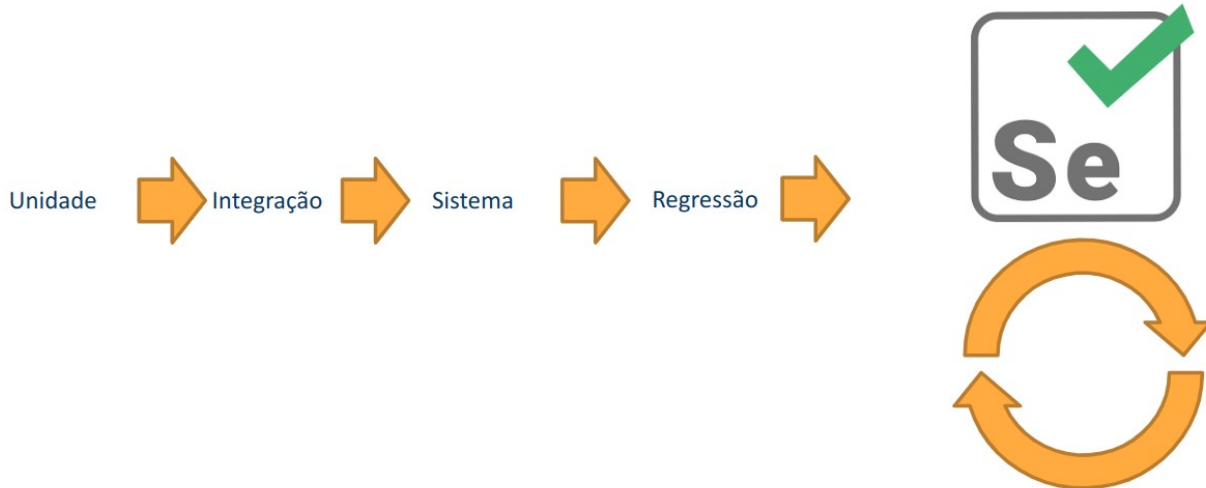 Se
Unidade
Integração
Sistema
Regressão